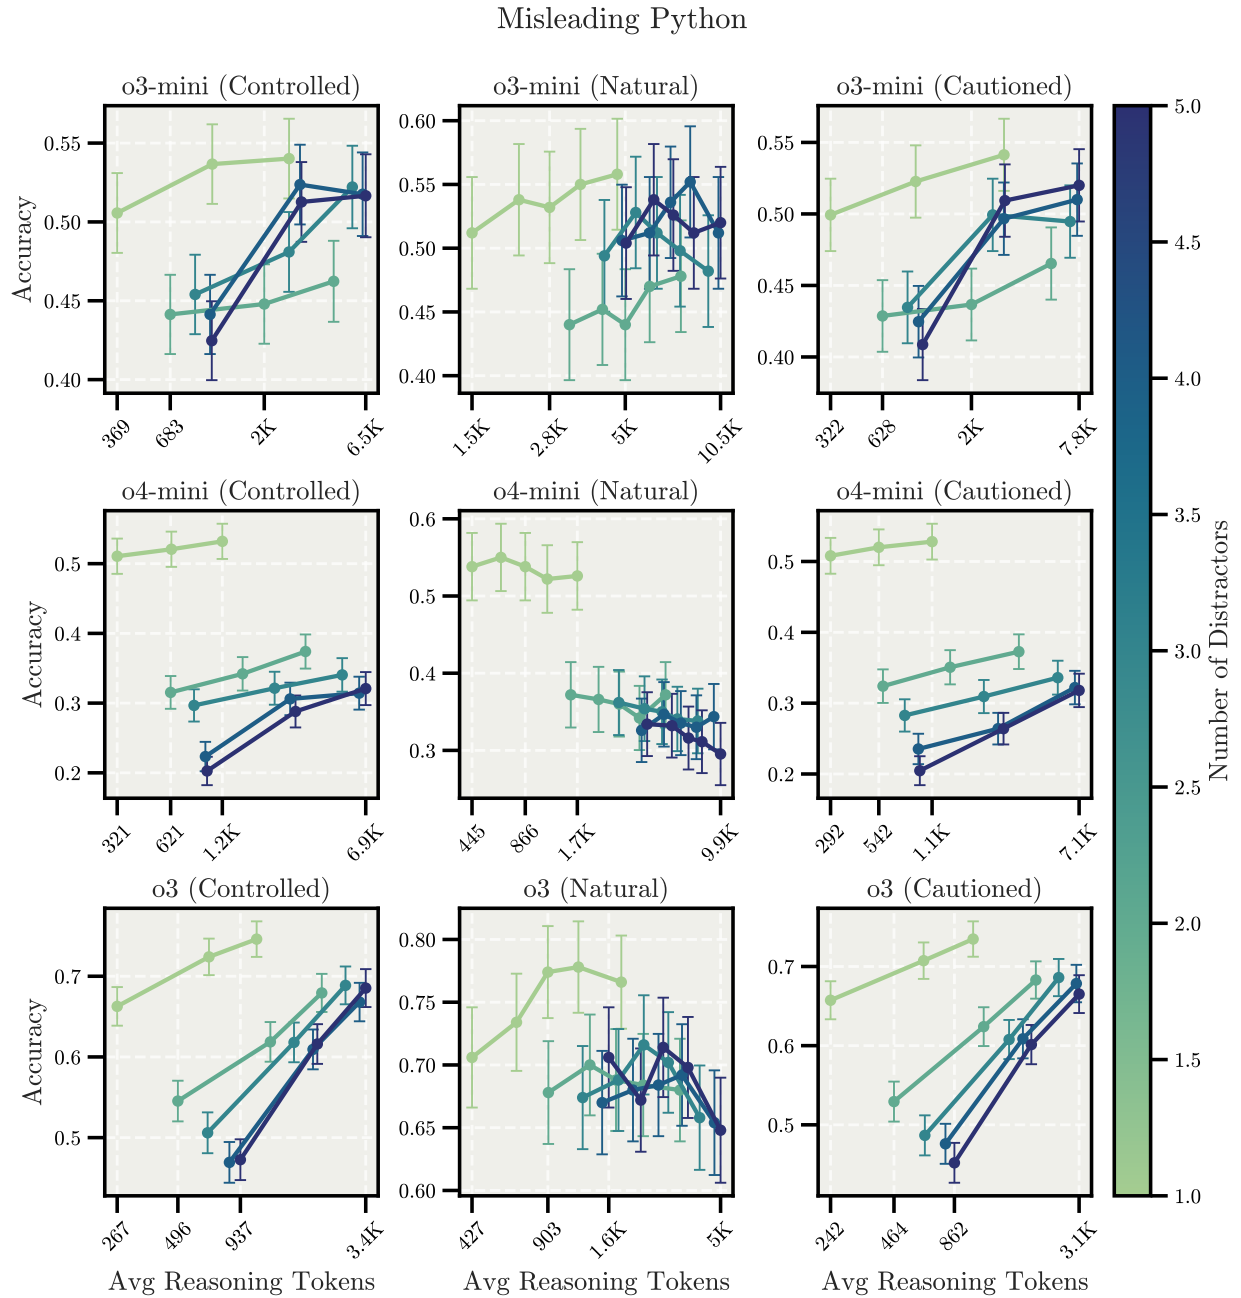 Misleading Python
o3-mini (Controlled)
o3-mini (Natural)
o3-mini (Cautioned)
Accuracy
0.55
0.50
0.45
0.40
369
683
2K
6.5K
0.60
0.55
0.50
0.45
0.40
1.5K
2.8K
5K
10.5K
0.55
0.50
0.45
0.40
322
628
2K
7.8K
o4-mini (Controlled)
o4-mini (Natural)
o4-mini (Cautioned)
Accuracy
0.5
0.4
0.3
0.2
321
621
1.2K
6.9K
0.6
0.5
0.4
0.3
445
866
1.7K
9.9K
0.5
0.4
0.3
0.2
292
542
1.1K
7.1K
o3 (Controlled)
o3 (Natural)
o3 (Cautioned)
Accuracy
0.7
0.6
0.5
267
496
937
3.4K
Avg Reasoning Tokens
0.80
0.75
0.70
0.65
0.60
427
903
1.6K
5K
Avg Reasoning Tokens
0.7
0.6
0.5
242
464
862
3.1K
Avg Reasoning Tokens
5.0
4.5
4.0
3.5
3.0
2.5
2.0
1.5
1.0
Number of Distractors